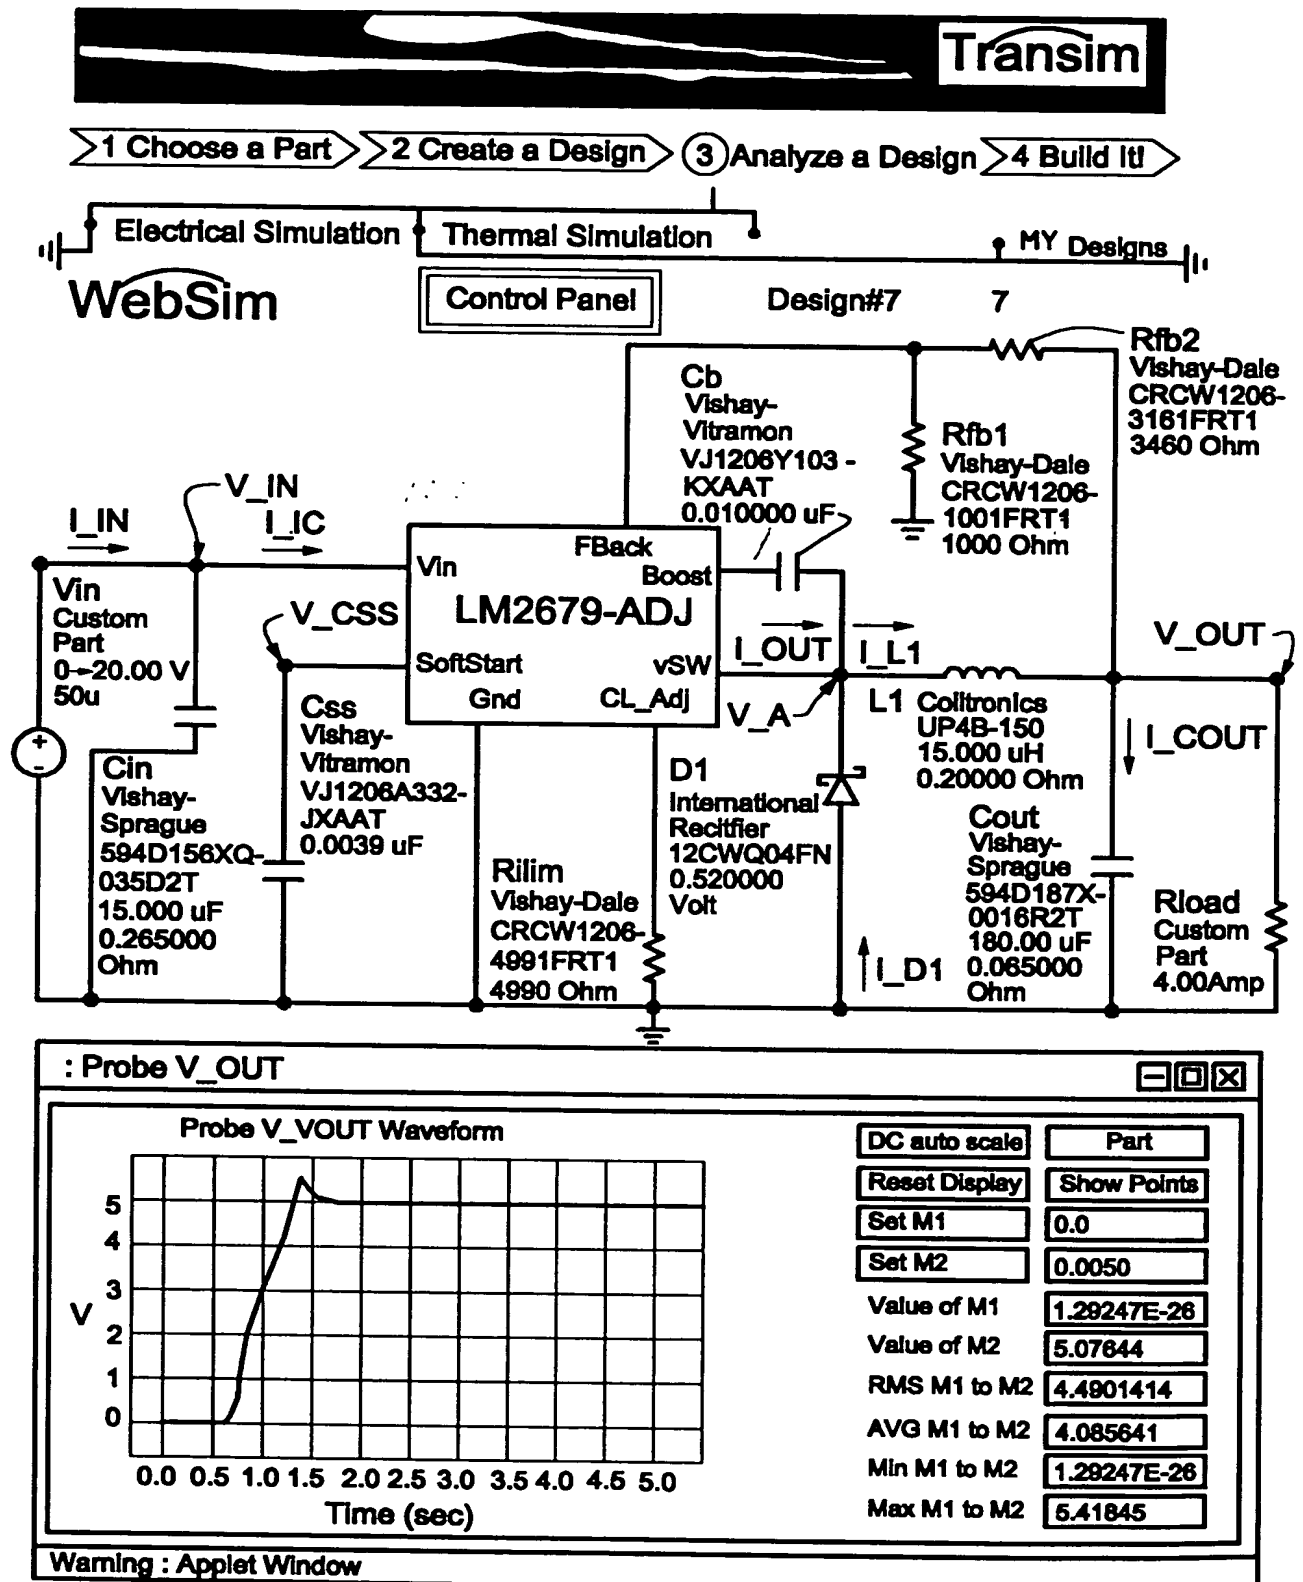 Transim
1 Choose a Part
2 Create a Design
3 Analyze a Design
4 Build It!
Electrical Simulation
Thermal Simulation
MY Designs
WebSim
Control Panel
Design#7
7
Rfb2
Vishay-Dale
CRCW1206-
3161FRT1
3460 Ohm
Cb
Vishay-
Vitramon
VJ1206Y103 -
KXAAT
0.010000 uF
Rfb1
Vishay-Dale
CRCW1206-
1001FRT1
1000 Ohm
V_IN
I_IN
I_IC
Vin
Custom
Part
0→20.00 V
50u
V_CSS
FBack
Vin
Boost
LM2679-ADJ
SoftStart
vSW
Gnd
CL_Adj
I_OUT
I_L1
V_OUT
V_A
L1 Coiltronics
UP4B-150
15.000 uH
0.20000 Ohm
I_COUT
+
-
Cin
Vishay-
Sprague
594D156XQ-
035D2T
15.000 uF
0.265000
Ohm
Css
Vishay-
Vitramon
VJ1206A332-
JXAAT
0.0039 uF
Rilim
Vishay-Dale
CRCW1206-
4991FRT1
4990 Ohm
D1
International
Recitfier
12CWQ04FN
0.520000
Volt
I_D1
Cout
Vishay-
Sprague
594D187X-
0016R2T
180.00 uF
0.065000
Ohm
Rload
Custom
Part
4.00Amp
: Probe V_OUT
Probe V_VOUT Waveform
5
4
3
V
2
1
0
0.0 0.5 1.0 1.5 2.0 2.5 3.0 3.5 4.0 4.5 5.0
Time (sec)
DC auto scale
Part
Reset Display
Show Points
Set M1
0.0
Set M2
0.0050
Value of M1
1.29247E-26
Value of M2
5.07644
RMS M1 to M2
4.4901414
AVG M1 to M2
4.085641
Min M1 to M2
1.29247E-26
Max M1 to M2
5.41845
Warning : Applet Window